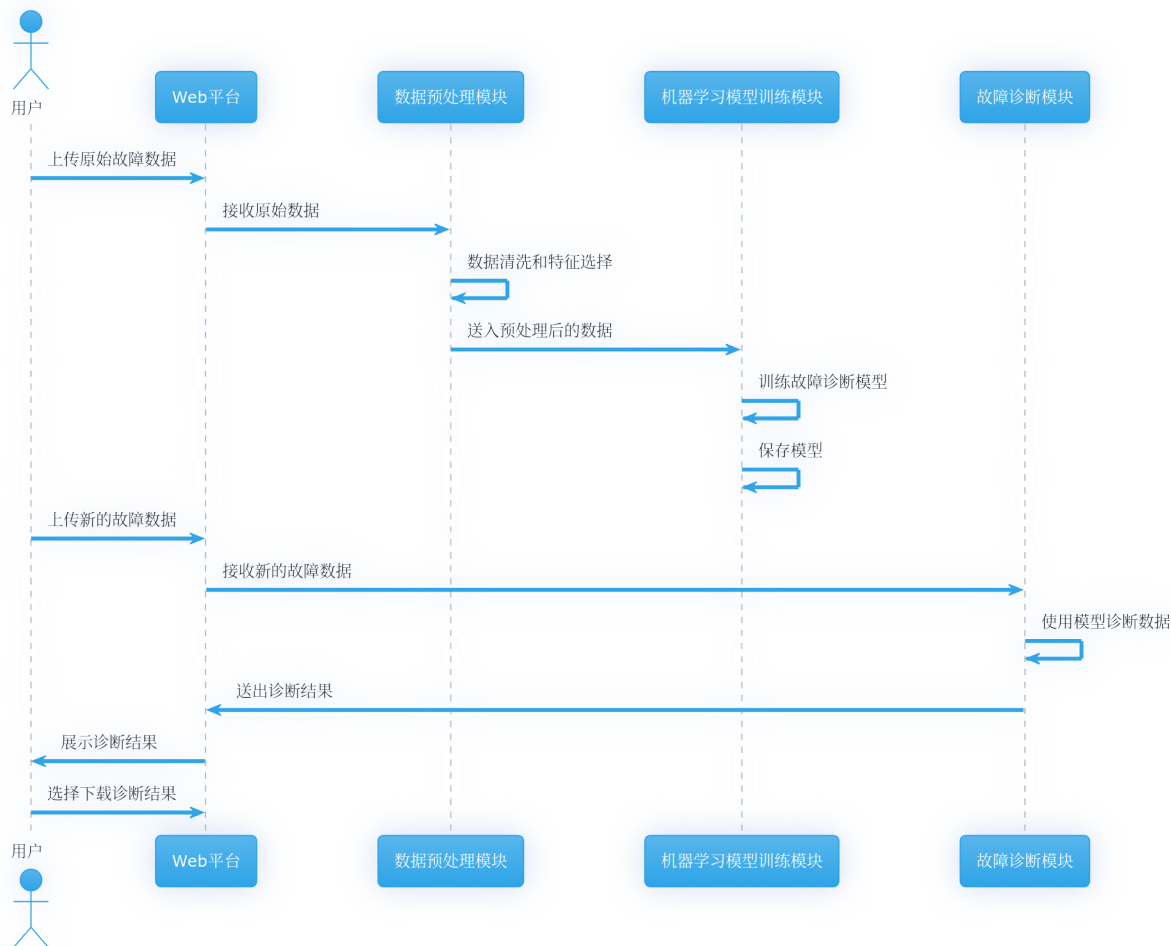 用户
Web平台
数据预处理模块
机器学习模型训练模块
故障诊断模块
上传原始故障数据
接收原始数据
数据清洗和特征选择
送入预处理后的数据
训练故障诊断模型
保存模型
上传新的故障数据
接收新的故障数据
使用模型诊断数据
送出诊断结果
展示诊断结果
选择下载诊断结果
用户
Web平台
数据预处理模块
机器学习模型训练模块
故障诊断模块